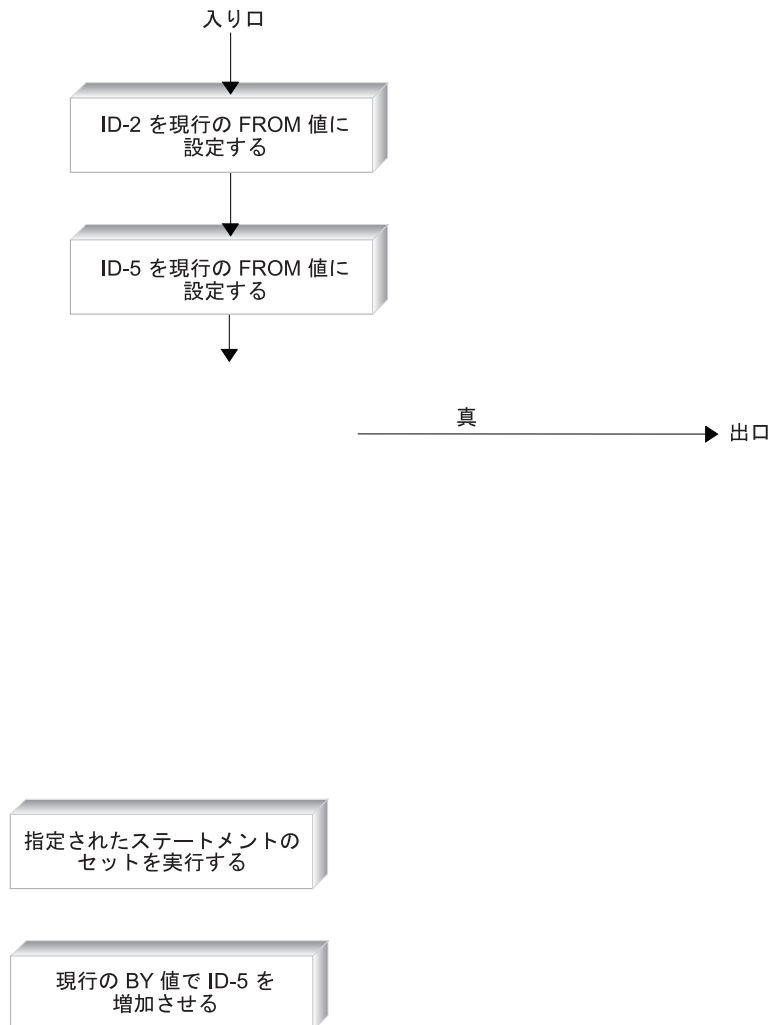 入り口
ID-2 を現行の FROM 値に
設定する
ID-5 を現行の FROM 値に
設定する
真
出口
指定されたステートメントの
セットを実行する
現行の BY 値で ID-5 を
増加させる